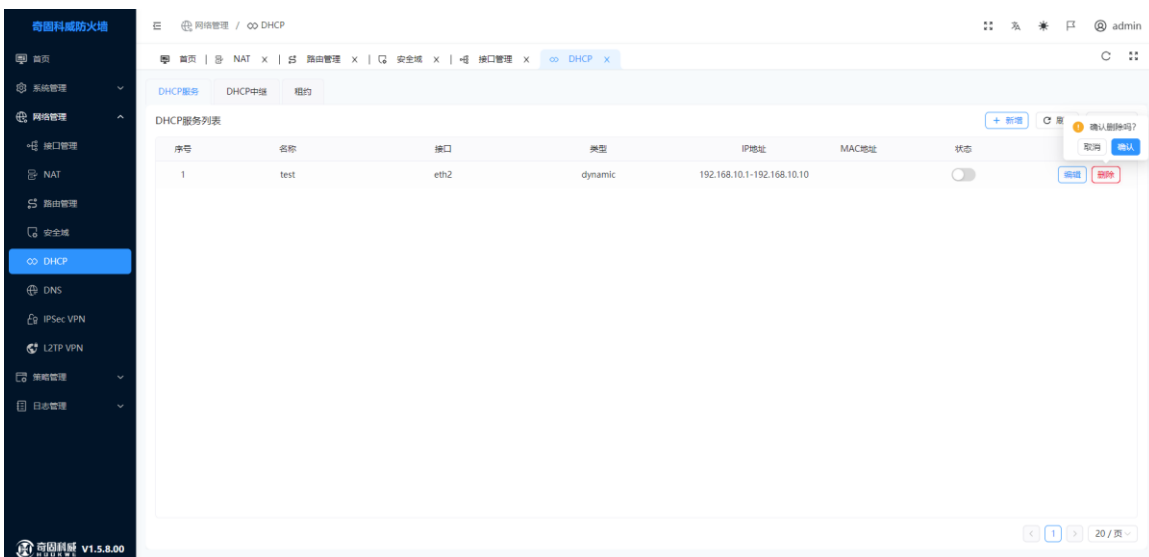 奇固科威防火墙
网络管理 / DHCP
admin
首页 | NAT × | 路由管理 × | 安全域 × | 接口管理 × DHCP ×
首页
系统管理
网络管理
接口管理
NAT
路由管理
安全域
DHCP
DNS
IPSec VPN
L2TP VPN
策略管理
日志管理
奇固科威 V1.5.8.00
DHCP服务 DHCP中继 租约
DHCP服务列表
+ 新增
确认删除吗?
取消 确认
序号 名称 接口 类型 IP地址 MAC地址 状态
1 test eth2 dynamic 192.168.10.1-192.168.10.10 编辑 删除
< 1 > 20 / 页